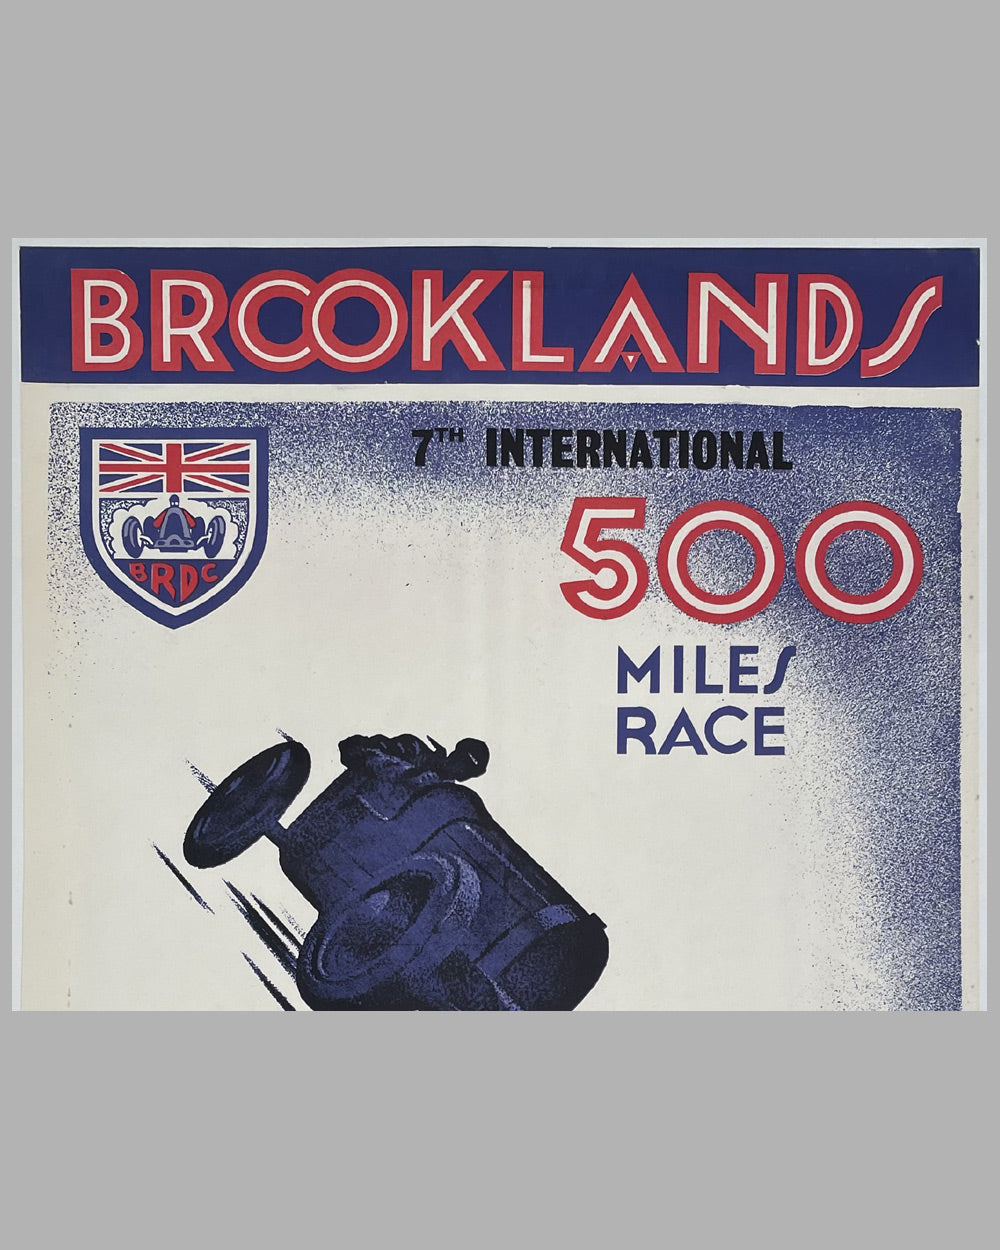 BROOKLANDS
7TH INTERNATIONAL
500
MILES
RACE
BRDC